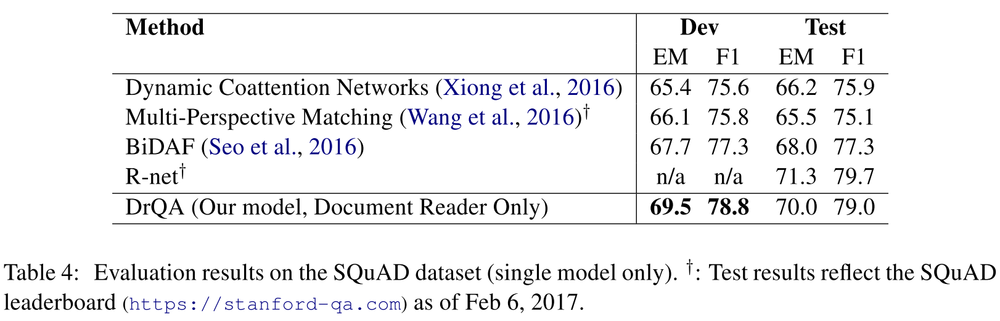 Method Dev Test
EM F1 EM F1
Dynamic Coattention Networks (Xiong et al., 2016) 65.4 75.6 66.2 75.9
Multi-Perspective Matching (Wang et al., 2016)† 66.1 75.8 65.5 75.1
BiDAF (Seo et al., 2016) 67.7 77.3 68.0 77.3
R-net† n/a n/a 71.3 79.7
DrQA (Our model, Document Reader Only) 69.5 78.8 70.0 79.0
Table 4: Evaluation results on the SQuAD dataset (single model only). †: Test results reflect the SQuAD
leaderboard (https://stanford-qa.com) as of Feb 6, 2017.